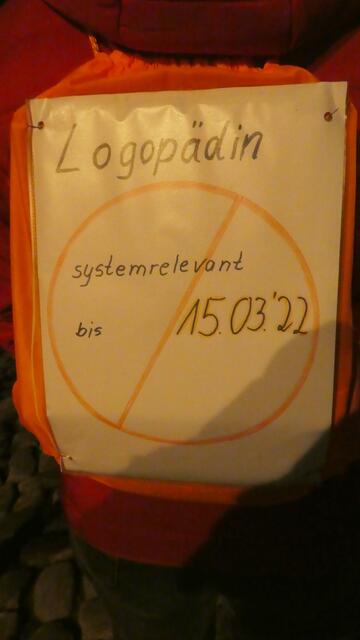 Logopädin
systemrelevant
bis 15.03.'22